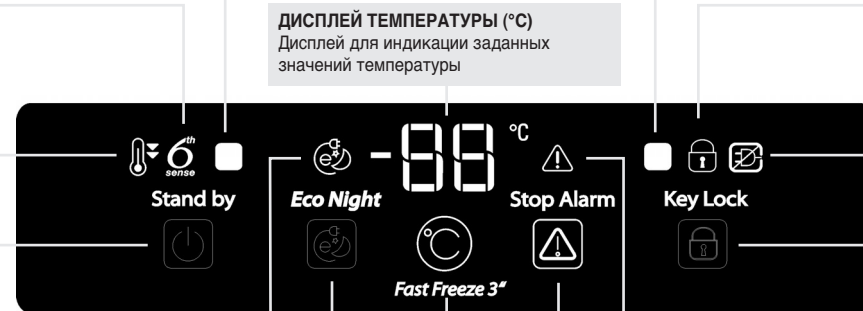 ДИСПЛЕЙ ТЕМПЕРАТУРЫ (°C)
Дисплей для индикации заданных
значений температуры
6th sense
e
-88 °C
Stand by
Eco Night
Stop Alarm
Key Lock
e
°C
Fast Freeze 3"